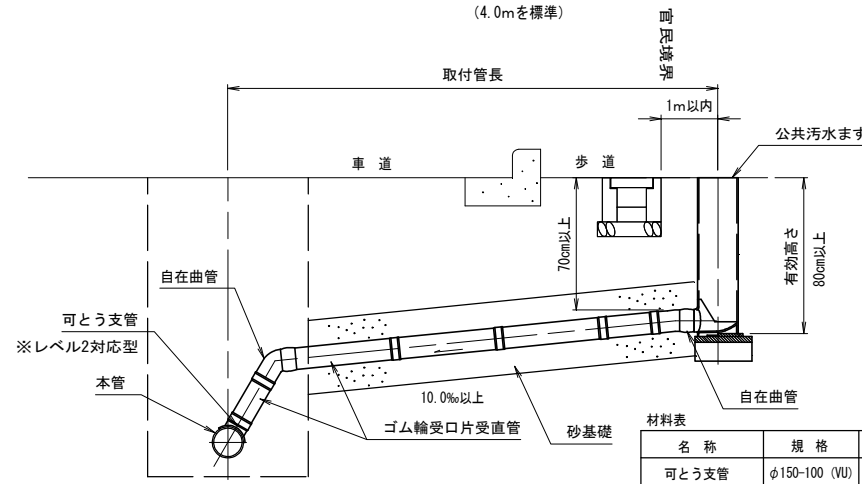 (4.0mを標準)
官民境界
取付管長
1m以内
公共汚水ます
車 道
歩 道
70cm以上
有効高さ
80cm以上
自在曲管
可とう支管
※レベル2対応型
本管
10.0‰以上
自在曲管
ゴム輪受口片受直管
砂基礎
材料表
名 称
規 格
可とう支管
φ150-100 (VU)